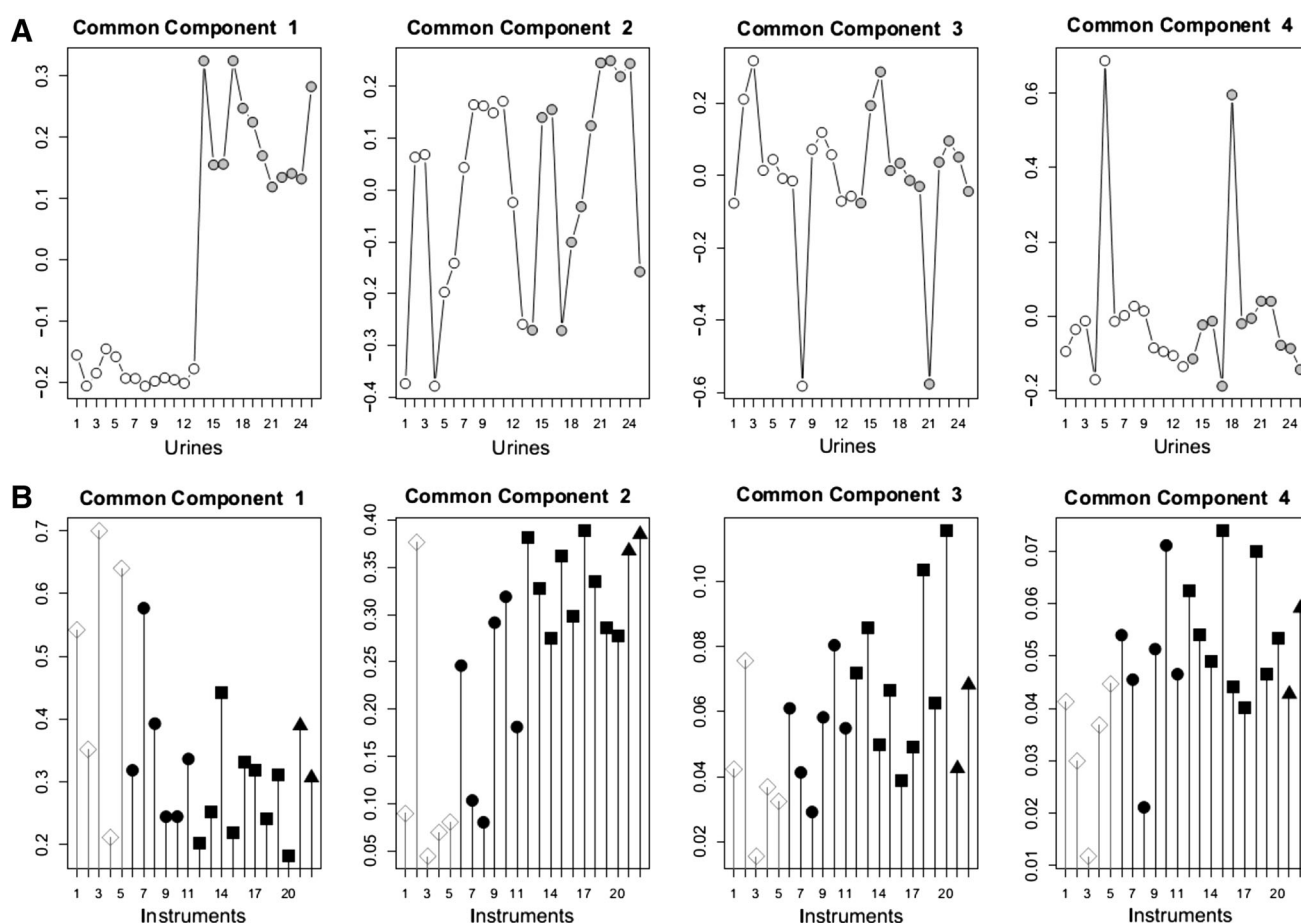 A
Common Component 1
Common Component 2
Common Component 3
Common Component 4
0.3
0.2
0.1
0.0
−0.1
−0.2
1 3 5 7 9 12 15 18 21 24
Urines
0.2
0.1
0.0
−0.1
−0.2
−0.3
−0.4
1 3 5 7 9 12 15 18 21 24
Urines
0.2
0.0
−0.2
−0.4
−0.6
1 3 5 7 9 12 15 18 21 24
Urines
0.6
0.4
0.2
0.0
−0.2
1 3 5 7 9 12 15 18 21 24
Urines
B
Common Component 1
Common Component 2
Common Component 3
Common Component 4
0.7
0.6
0.5
0.4
0.3
0.2
1 3 5 7 9 11 14 17 20
Instruments
0.40
0.35
0.30
0.25
0.20
0.15
0.10
0.05
1 3 5 7 9 11 14 17 20
Instruments
0.10
0.08
0.06
0.04
0.02
1 3 5 7 9 11 14 17 20
Instruments
0.07
0.06
0.05
0.04
0.03
0.02
0.01
1 3 5 7 9 11 14 17 20
Instruments